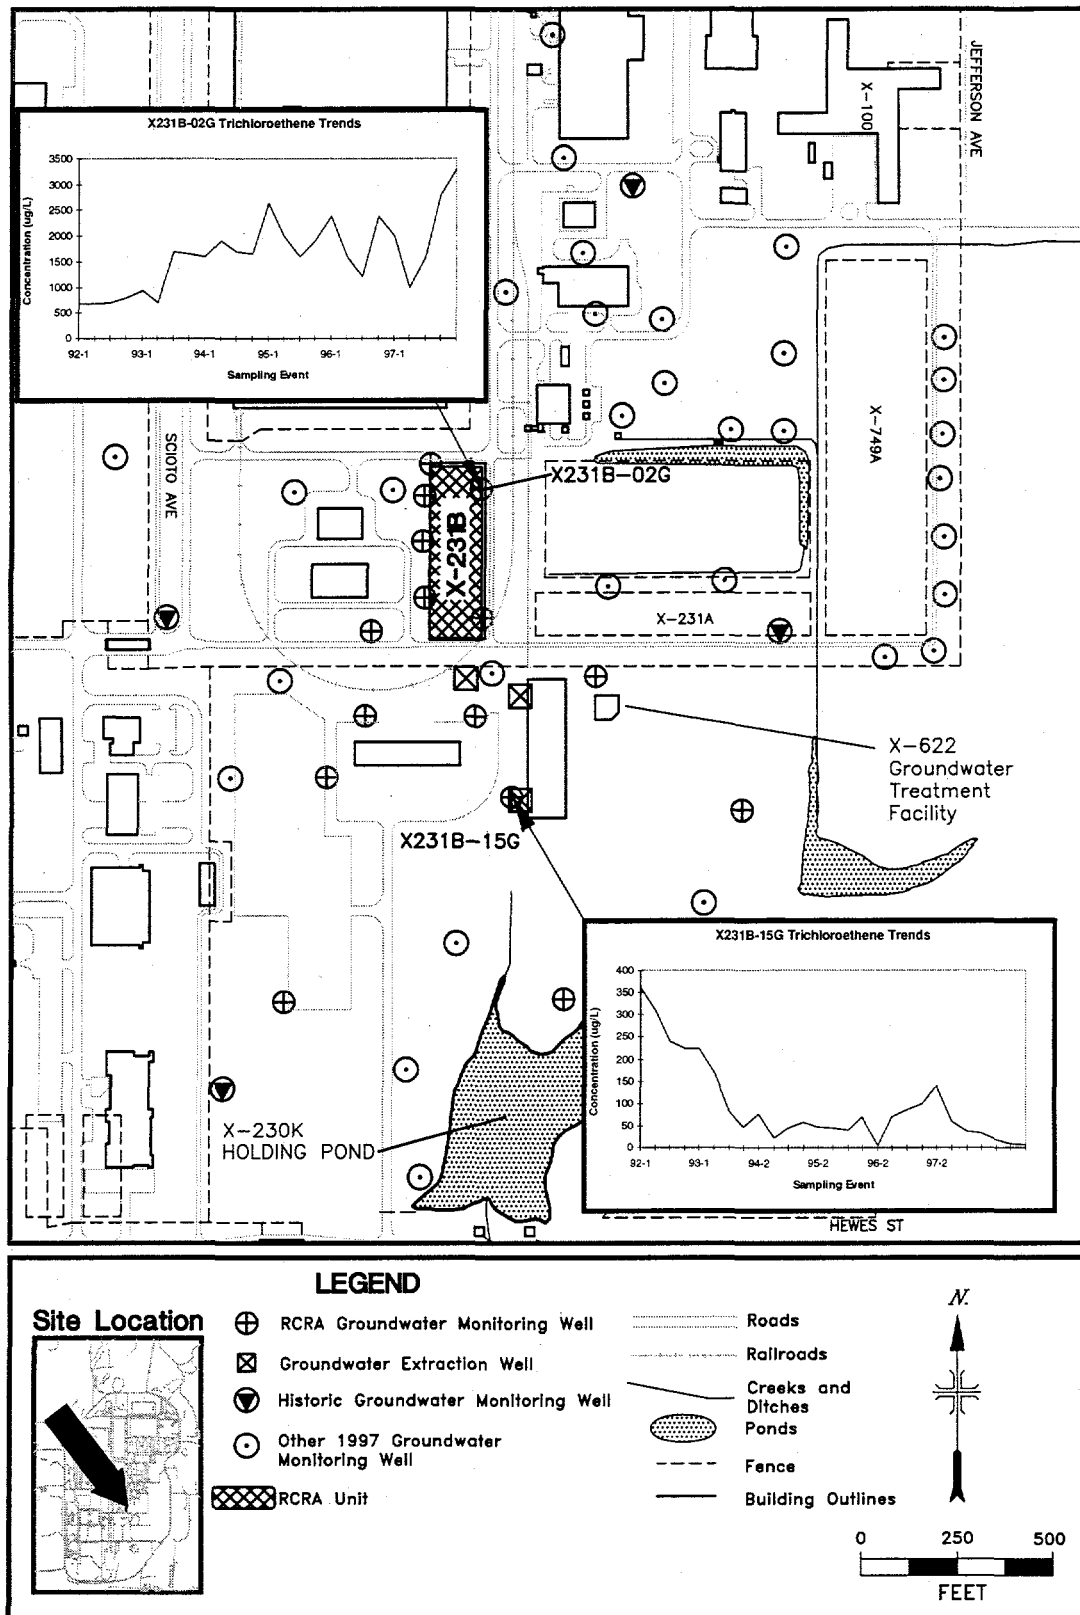 JEFFERSON AVE
X-100
X231B-02G Trichloroethene Trends
Concentration (ug/L)
3500
3000
2500
2000
1500
1000
500
0
92-1 93-1 94-1 95-1 96-1 97-1
Sampling Event
X-749A
SCIOTO AVE
X231B-02G
X-231B
X-231A
X-622
Groundwater
Treatment
Facility
X231B-15G
X231B-15G Trichloroethene Trends
Concentration (ug/L)
400
350
300
250
200
150
100
50
0
92-1 93-1 94-2 95-2 96-2 97-2
Sampling Event
X-230K
HOLDING POND
HEWES ST
LEGEND
Site Location
RCRA Groundwater Monitoring Well
Groundwater Extraction Well
Historic Groundwater Monitoring Well
Other 1997 Groundwater
Monitoring Well
RCRA Unit
Roads
Railroads
Creeks and
Ditches
Ponds
Fence
Building Outlines
N.
0 250 500
FEET